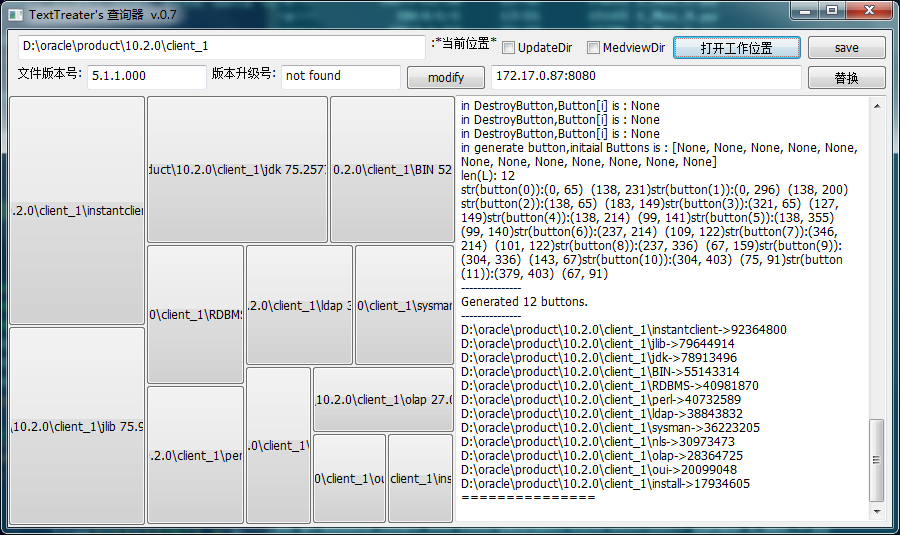 TextTreater's 查询器 v.0.7
D:\oracle\product\10.2.0\client_1
:*当前位置*
UpdateDir
MedviewDir
打开工作位置
save
文件版本号:
5.1.1.000
版本升级号:
not found
modify
172.17.0.87:8080
替换
.2.0\client_1\instantclien
duct\10.2.0\client_1\jdk 75.257
0.2.0\client_1\BIN 52
0\client_1\RDBMS
.2.0\client_1\ldap 3
0\client_1\sysman
\10.2.0\client_1\jlib 75.9
.2.0\client_1\per
.0\client_1\
10.2.0\client_1\olap 27.0
0\client_1\ou
client_1\ins
in DestroyButton,Button[i] is : None
in DestroyButton,Button[i] is : None
in DestroyButton,Button[i] is : None
in generate button,initaial Buttons is : [None, None, None, None, None,
None, None, None, None, None, None, None]
len(L): 12
str(button(0)):(0, 65) (138, 231)str(button(1)):(0, 296) (138, 200)
str(button(2)):(138, 65) (183, 149)str(button(3)):(321, 65) (127,
149)str(button(4)):(138, 214) (99, 141)str(button(5)):(138, 355)
(99, 140)str(button(6)):(237, 214) (109, 122)str(button(7)):(346,
214) (101, 122)str(button(8)):(237, 336) (67, 159)str(button(9)):
(304, 336) (143, 67)str(button(10)):(304, 403) (75, 91)str(button
(11)):(379, 403) (67, 91)
---------------
Generated 12 buttons.
---------------
D:\oracle\product\10.2.0\client_1\instantclient->92364800
D:\oracle\product\10.2.0\client_1\jlib->79644914
D:\oracle\product\10.2.0\client_1\jdk->78913496
D:\oracle\product\10.2.0\client_1\BIN->55143314
D:\oracle\product\10.2.0\client_1\RDBMS->40981870
D:\oracle\product\10.2.0\client_1\perl->40732589
D:\oracle\product\10.2.0\client_1\ldap->38843832
D:\oracle\product\10.2.0\client_1\sysman->36223205
D:\oracle\product\10.2.0\client_1\nls->30973473
D:\oracle\product\10.2.0\client_1\olap->28364725
D:\oracle\product\10.2.0\client_1\oui->20099048
D:\oracle\product\10.2.0\client_1\install->17934605
===============